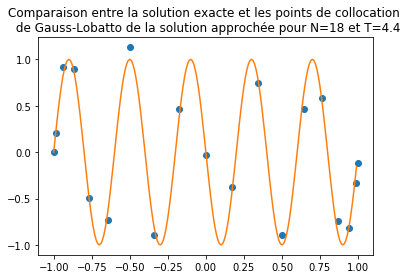 Comparaison entre la solution exacte et les points de collocation
de Gauss-Lobatto de la solution approchée pour N=18 et T=4.4
1.0
0.5
0.0
-0.5
-1.0
-1.00 -0.75 -0.50 -0.25 0.00 0.25 0.50 0.75 1.00